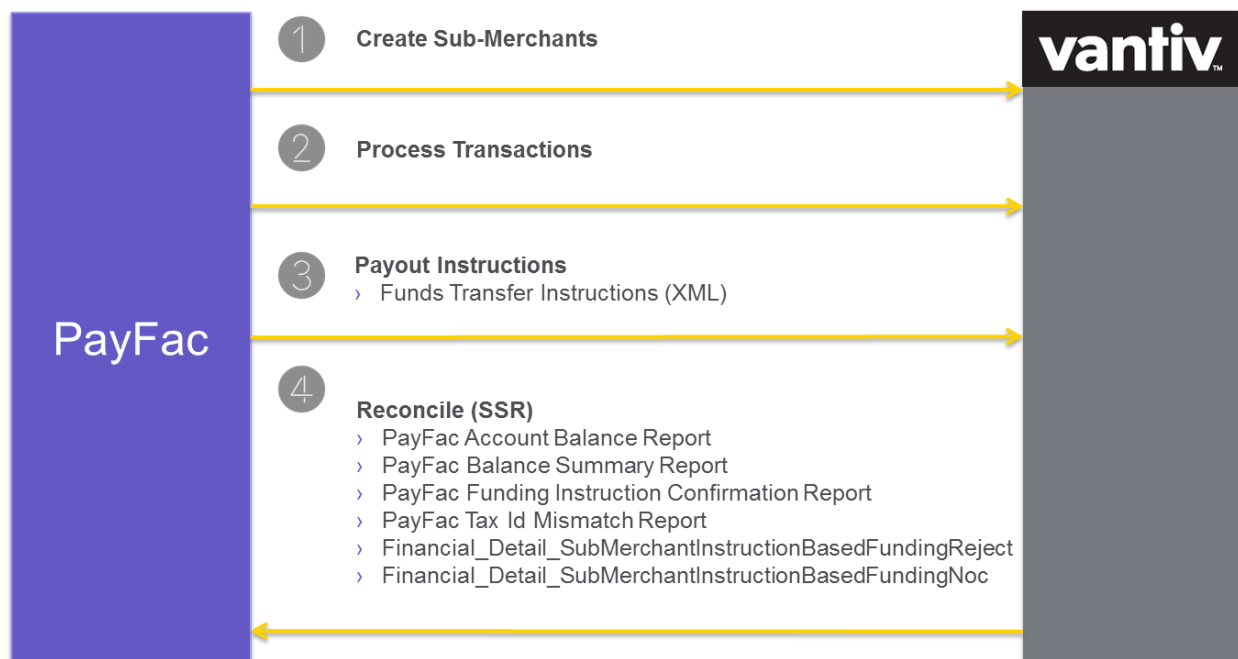 1 Create Sub-Merchants
vantiv™
2 Process Transactions
3 Payout Instructions
› Funds Transfer Instructions (XML)
PayFac
4
Reconcile (SSR)
› PayFac Account Balance Report
› PayFac Balance Summary Report
› PayFac Funding Instruction Confirmation Report
› PayFac Tax Id Mismatch Report
› Financial_Detail_SubMerchantInstructionBasedFundingReject
› Financial_Detail_SubMerchantInstructionBasedFundingNoc